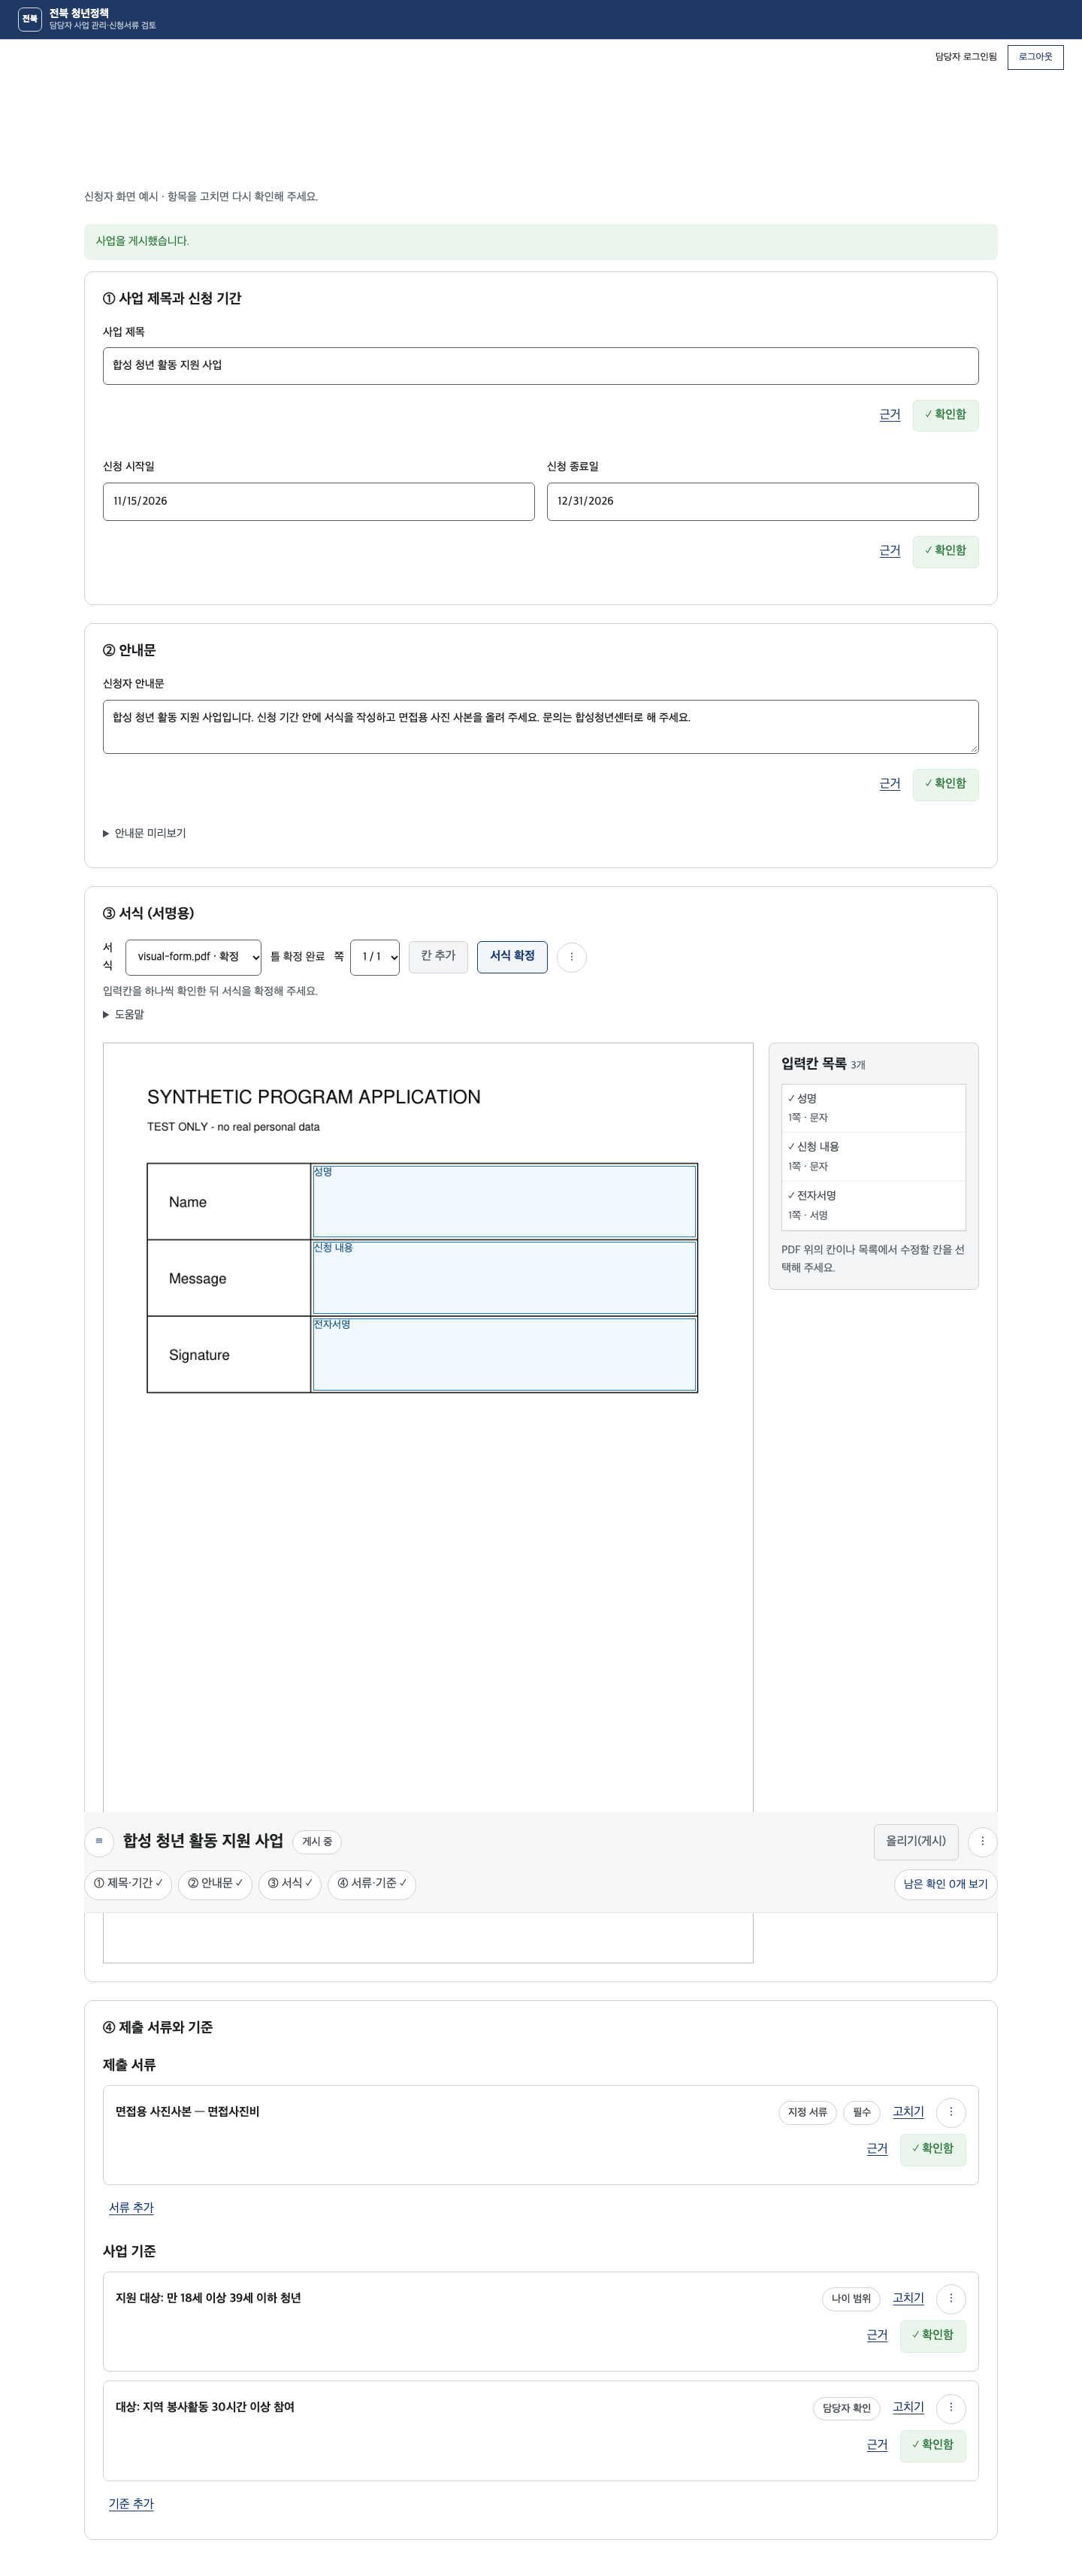 전북
전북 청년정책
담당자 사업 관리·신청서류 검토
담당자 로그인됨
로그아웃
신청자 화면 예시 · 항목을 고치면 다시 확인해 주세요.
사업을 게시했습니다.
① 사업 제목과 신청 기간
사업 제목
합성 청년 활동 지원 사업
근거
✓ 확인함
신청 시작일
신청 종료일
11/15/2026
12/31/2026
근거
✓ 확인함
② 안내문
신청자 안내문
합성 청년 활동 지원 사업입니다. 신청 기간 안에 서식을 작성하고 면접용 사진 사본을 올려 주세요. 문의는 합성청년센터로 해 주세요.
근거
✓ 확인함
▶ 안내문 미리보기
③ 서식 (서명용)
서식
visual-form.pdf · 확정
틀 확정 완료
쪽
1 / 1
칸 추가
서식 확정
⋮
입력칸을 하나씩 확인한 뒤 서식을 확정해 주세요.
▶ 도움말
SYNTHETIC PROGRAM APPLICATION
TEST ONLY - no real personal data
Name
성명
Message
신청 내용
Signature
전자서명
입력칸 목록 3개
✓ 성명
1쪽 · 문자
✓ 신청 내용
1쪽 · 문자
✓ 전자서명
1쪽 · 서명
PDF 위의 칸이나 목록에서 수정할 칸을 선
택해 주세요.
≡
합성 청년 활동 지원 사업
게시 중
올리기(게시)
⋮
① 제목·기간 ✓
② 안내문 ✓
③ 서식 ✓
④ 서류·기준 ✓
남은 확인 0개 보기
④ 제출 서류와 기준
제출 서류
면접용 사진사본 — 면접사진비
지정 서류
필수
고치기
⋮
근거
✓ 확인함
서류 추가
사업 기준
지원 대상: 만 18세 이상 39세 이하 청년
나이 범위
고치기
⋮
근거
✓ 확인함
대상: 지역 봉사활동 30시간 이상 참여
담당자 확인
고치기
⋮
근거
✓ 확인함
기준 추가